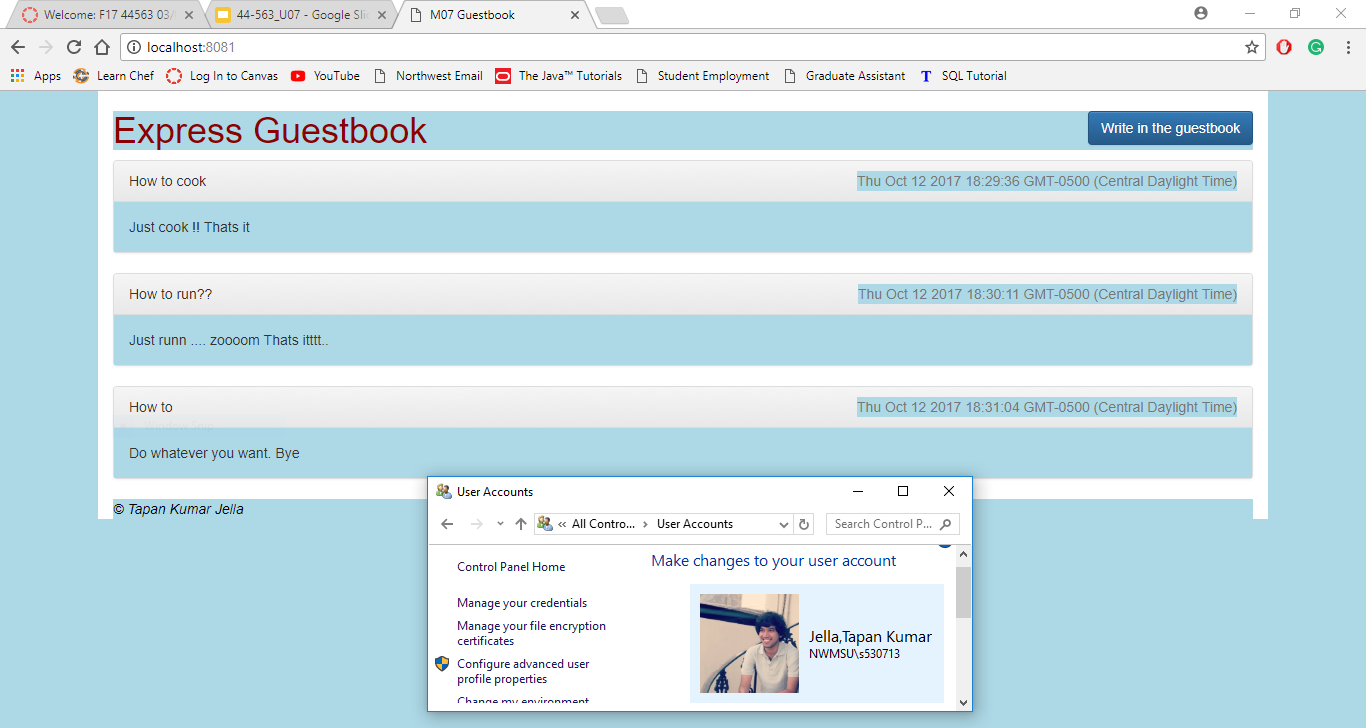 Welcome: F17 44563 03/
44-563_U07 - Google Sli
M07 Guestbook
localhost:8081
Apps
Learn Chef
Log In to Canvas
YouTube
Northwest Email
The Java™ Tutorials
Student Employment
Graduate Assistant
T SQL Tutorial
Express Guestbook
Write in the guestbook
How to cook
Thu Oct 12 2017 18:29:36 GMT-0500 (Central Daylight Time)
Just cook !! Thats it
How to run??
Thu Oct 12 2017 18:30:11 GMT-0500 (Central Daylight Time)
Just runn .... zoooom Thats itttt..
How to
Thu Oct 12 2017 18:31:04 GMT-0500 (Central Daylight Time)
Do whatever you want. Bye
© Tapan Kumar Jella
User Accounts
« All Contro... › User Accounts
Search Control P...
Control Panel Home
Manage your credentials
Manage your file encryption
certificates
Configure advanced user
profile properties
Change my environment
Make changes to your user account
Jella,Tapan Kumar
NWMSU\s530713